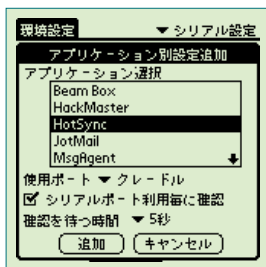 環境設定 ▼ シリアル設定
アプリケーション別設定追加
アプリケーション選択
Beam Box
HackMaster
HotSync
JotMail
MsgAgent
使用ポート ▼ クレードル
シリアルポート利用毎に確認
確認を待つ時間 ▼ 5秒
追加 キャンセル